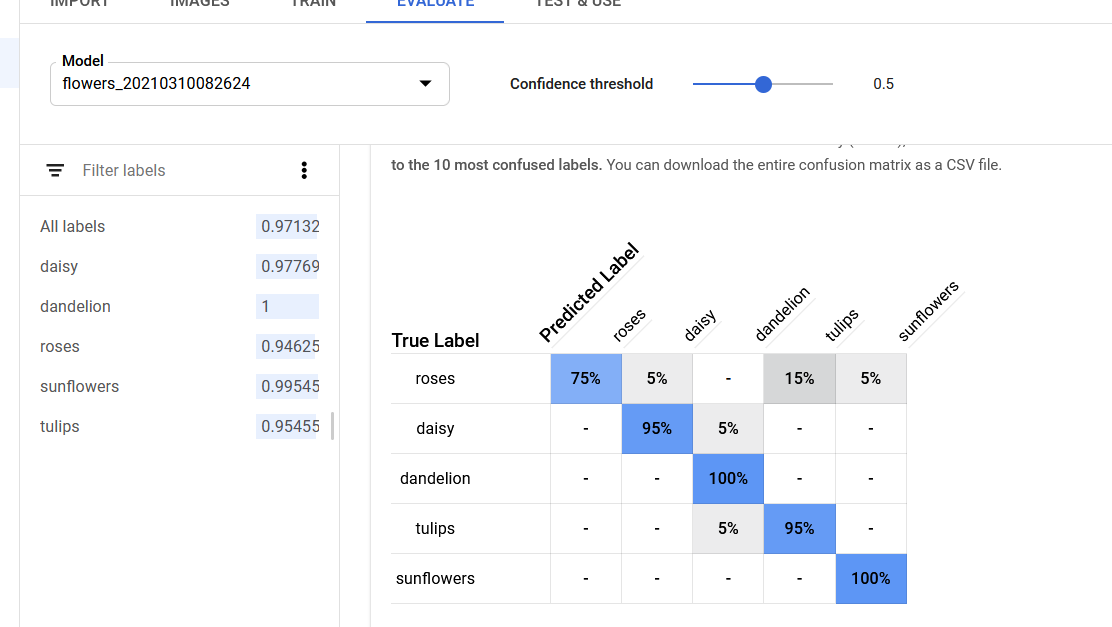 IMPORT IMAGES TRAIN EVALUATE TEST & USE
Model
flowers_20210310082624
Confidence threshold 0.5
Filter labels
to the 10 most confused labels. You can download the entire confusion matrix as a CSV file.
All labels 0.97132
daisy 0.97769
dandelion 1
roses 0.94625
sunflowers 0.99545
tulips 0.95455
True Label Predicted Label roses daisy dandelion tulips sunflowers
roses 75% 5% - 15% 5%
daisy - 95% 5% - -
dandelion - - 100% - -
tulips - - 5% 95% -
sunflowers - - - - 100%